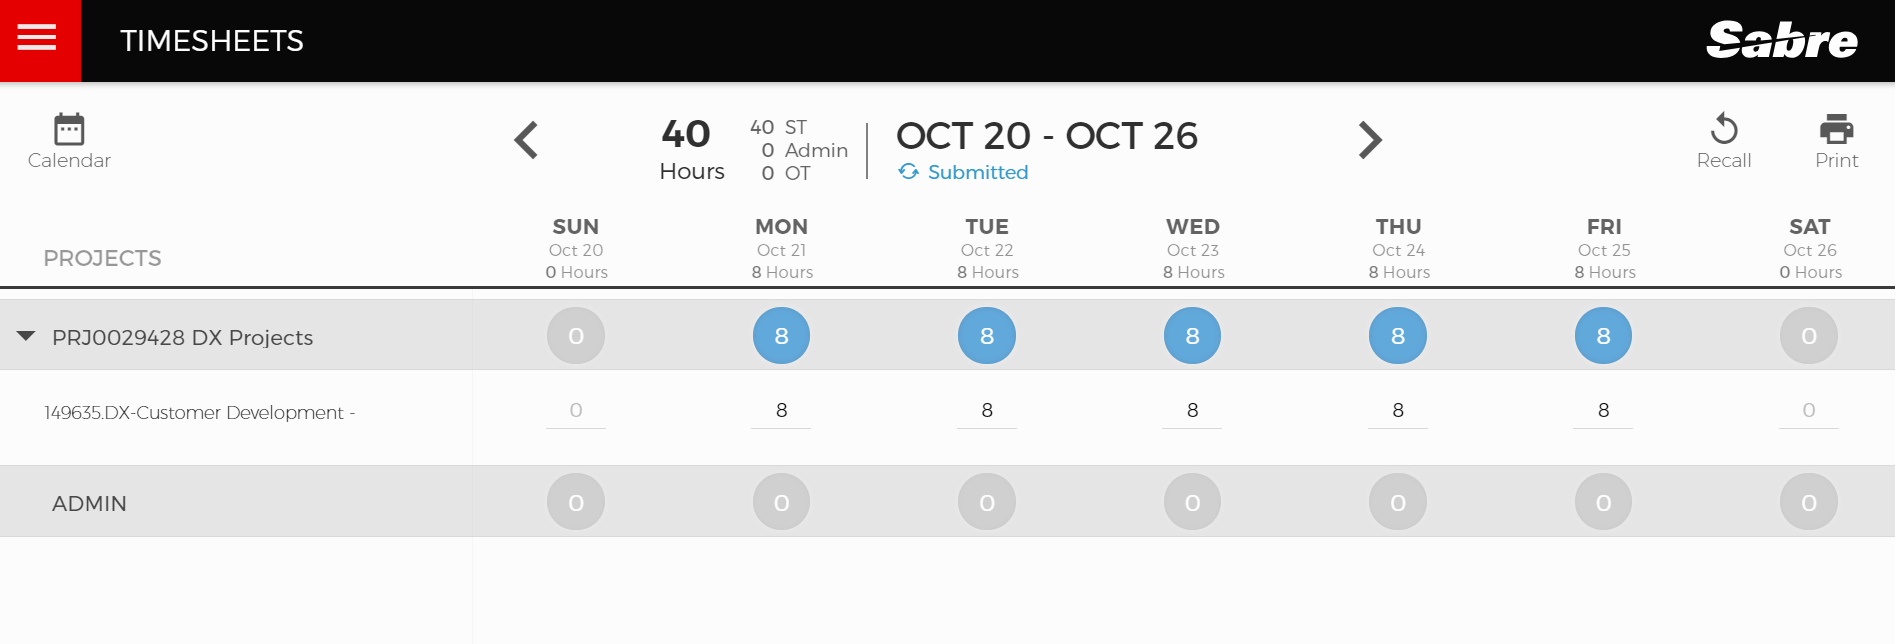 TIMESHEETS
Sabre
Calendar
40
Hours
40 ST
0 Admin
0 OT
OCT 20 - OCT 26
Submitted
Recall
Print
PROJECTS
SUN MON TUE WED THU FRI SAT
Oct 20 Oct 21 Oct 22 Oct 23 Oct 24 Oct 25 Oct 26
0 Hours 8 Hours 8 Hours 8 Hours 8 Hours 8 Hours 0 Hours
PRJ0029428 DX Projects 0 8 8 8 8 8 0
149635.DX-Customer Development - 0 8 8 8 8 8 0
ADMIN 0 0 0 0 0 0 0